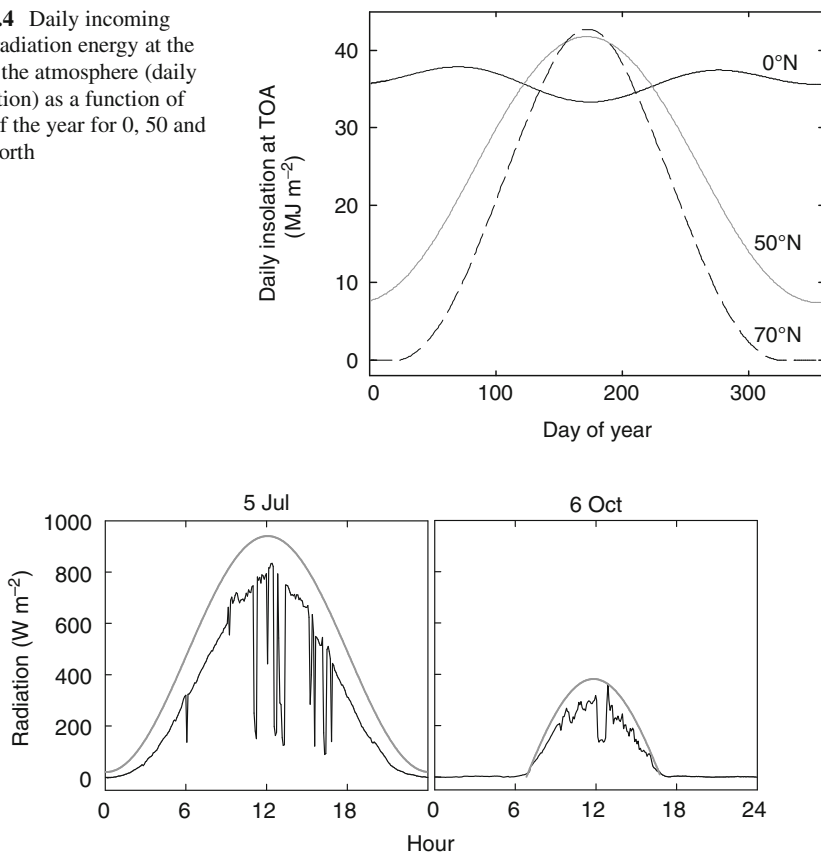 .4 Daily incoming
adiation energy at the
the atmosphere (daily
tion) as a function of
f the year for 0, 50 and
orth
Daily insolation at TOA
(MJ m−2)
40
30
20
10
0
0°N
50°N
70°N
0 100 200 300
Day of year
5 Jul 6 Oct
Radiation (W m−2)
1000
800
600
400
200
0
0 6 12 18 0 6 12 18 24
Hour